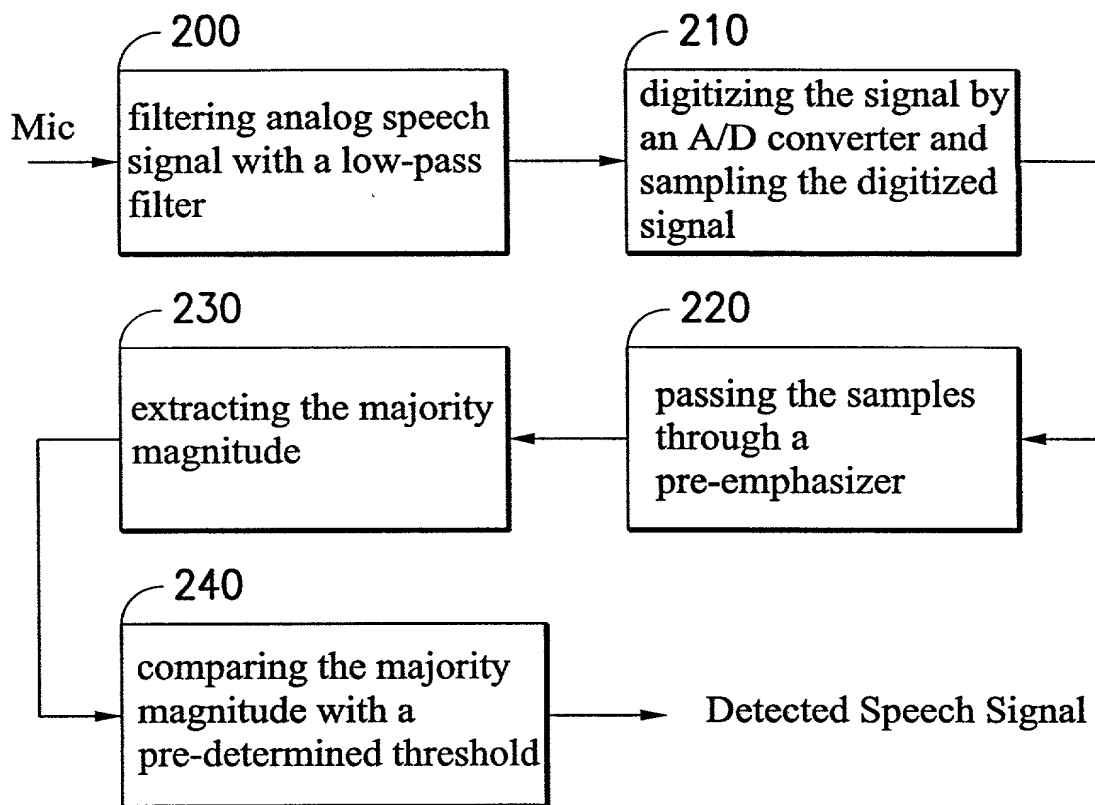 200
Mic
filtering analog speech
signal with a low-pass
filter
210
digitizing the signal by
an A/D converter and
sampling the digitized
signal
220
passing the samples
through a
pre-emphasizer
230
extracting the majority
magnitude
240
comparing the majority
magnitude with a
pre-determined threshold
Detected Speech Signal